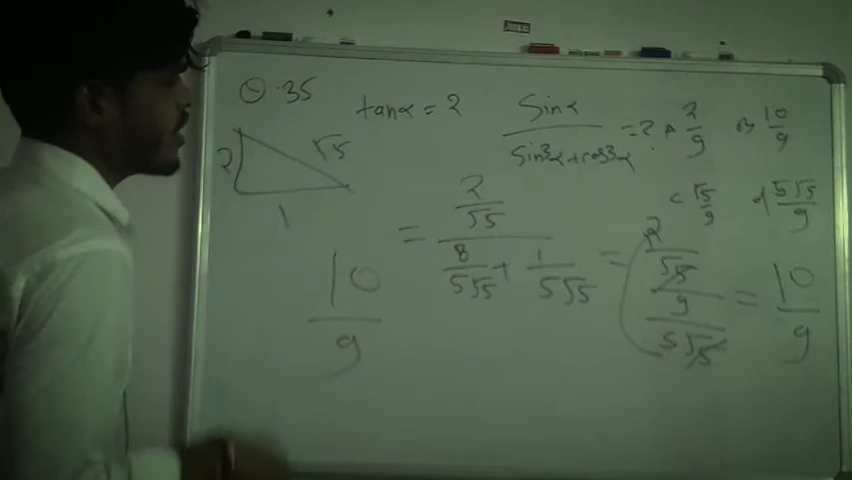 ⊖.35 tanα = 2 Sinα / sin³α+cos³α = ? A 2/9 B 10/9
C √5/9 d 5√5/9
2 √5
1
= 2/√5 / 8/5√5 + 1/5√5 = 2/√5 / 9/5√5 = 10/9
10/9